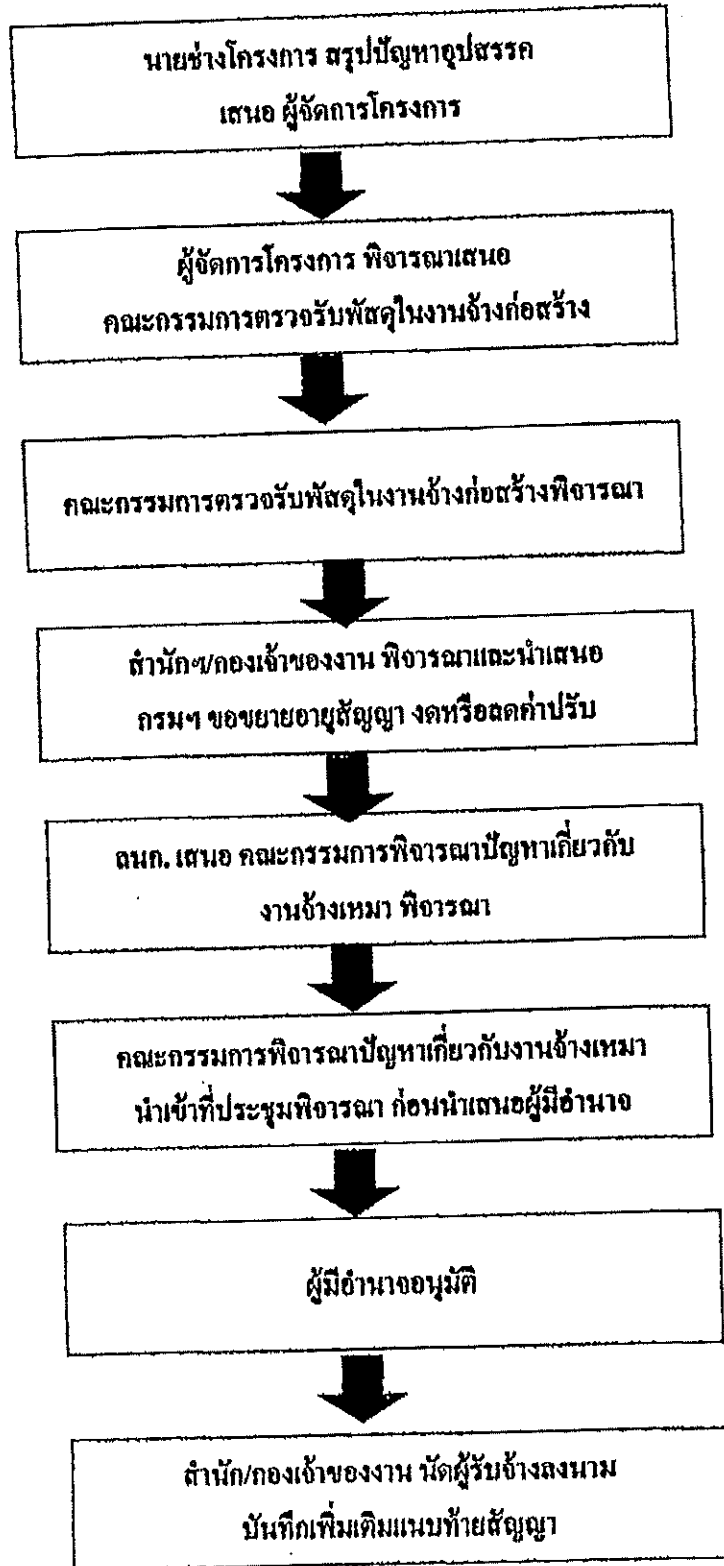 นายช่างโครงการ สรุปปัญหาอุปสรรค
เสนอ ผู้จัดการโครงการ
ผู้จัดการโครงการ พิจารณาเสนอ
คณะกรรมการตรวจรับพัสดุในงานจ้างก่อสร้าง
คณะกรรมการตรวจรับพัสดุในงานจ้างก่อสร้างพิจารณา
สำนักฯ/กองเจ้าของงาน พิจารณาและนำเสนอ
กรมฯ ขอขยายอายุสัญญา งดหรือลดค่าปรับ
ลนก. เสนอ คณะกรรมการพิจารณาปัญหาเกี่ยวกับ
งานจ้างเหมา พิจารณา
คณะกรรมการพิจารณาปัญหาเกี่ยวกับงานจ้างเหมา
นำเข้าที่ประชุมพิจารณา ก่อนนำเสนอผู้มีอำนาจ
ผู้มีอำนาจอนุมัติ
สำนัก/กองเจ้าของงาน นัดผู้รับจ้างลงนาม
บันทึกเพิ่มเติมแนบท้ายสัญญา